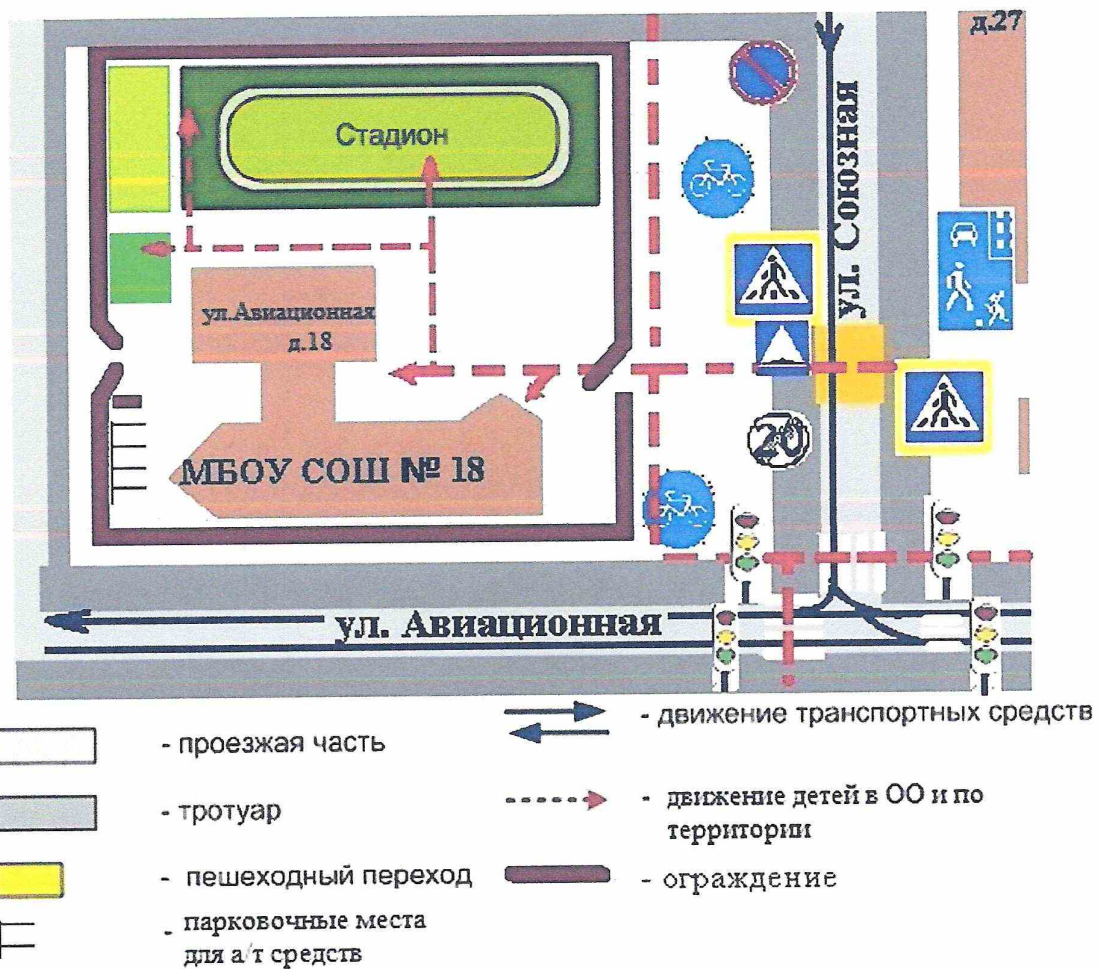 д.27
Стадион
ул. Союзная
ул.Авиационная
д.18
МБОУ СОШ № 18
20
ул. Авиационная
- проезжая часть
- движение транспортных средств
- тротуар
- движение детей в ОО и по
территории
- пешеходный переход
- ограждение
- парковочные места
для а/т средств